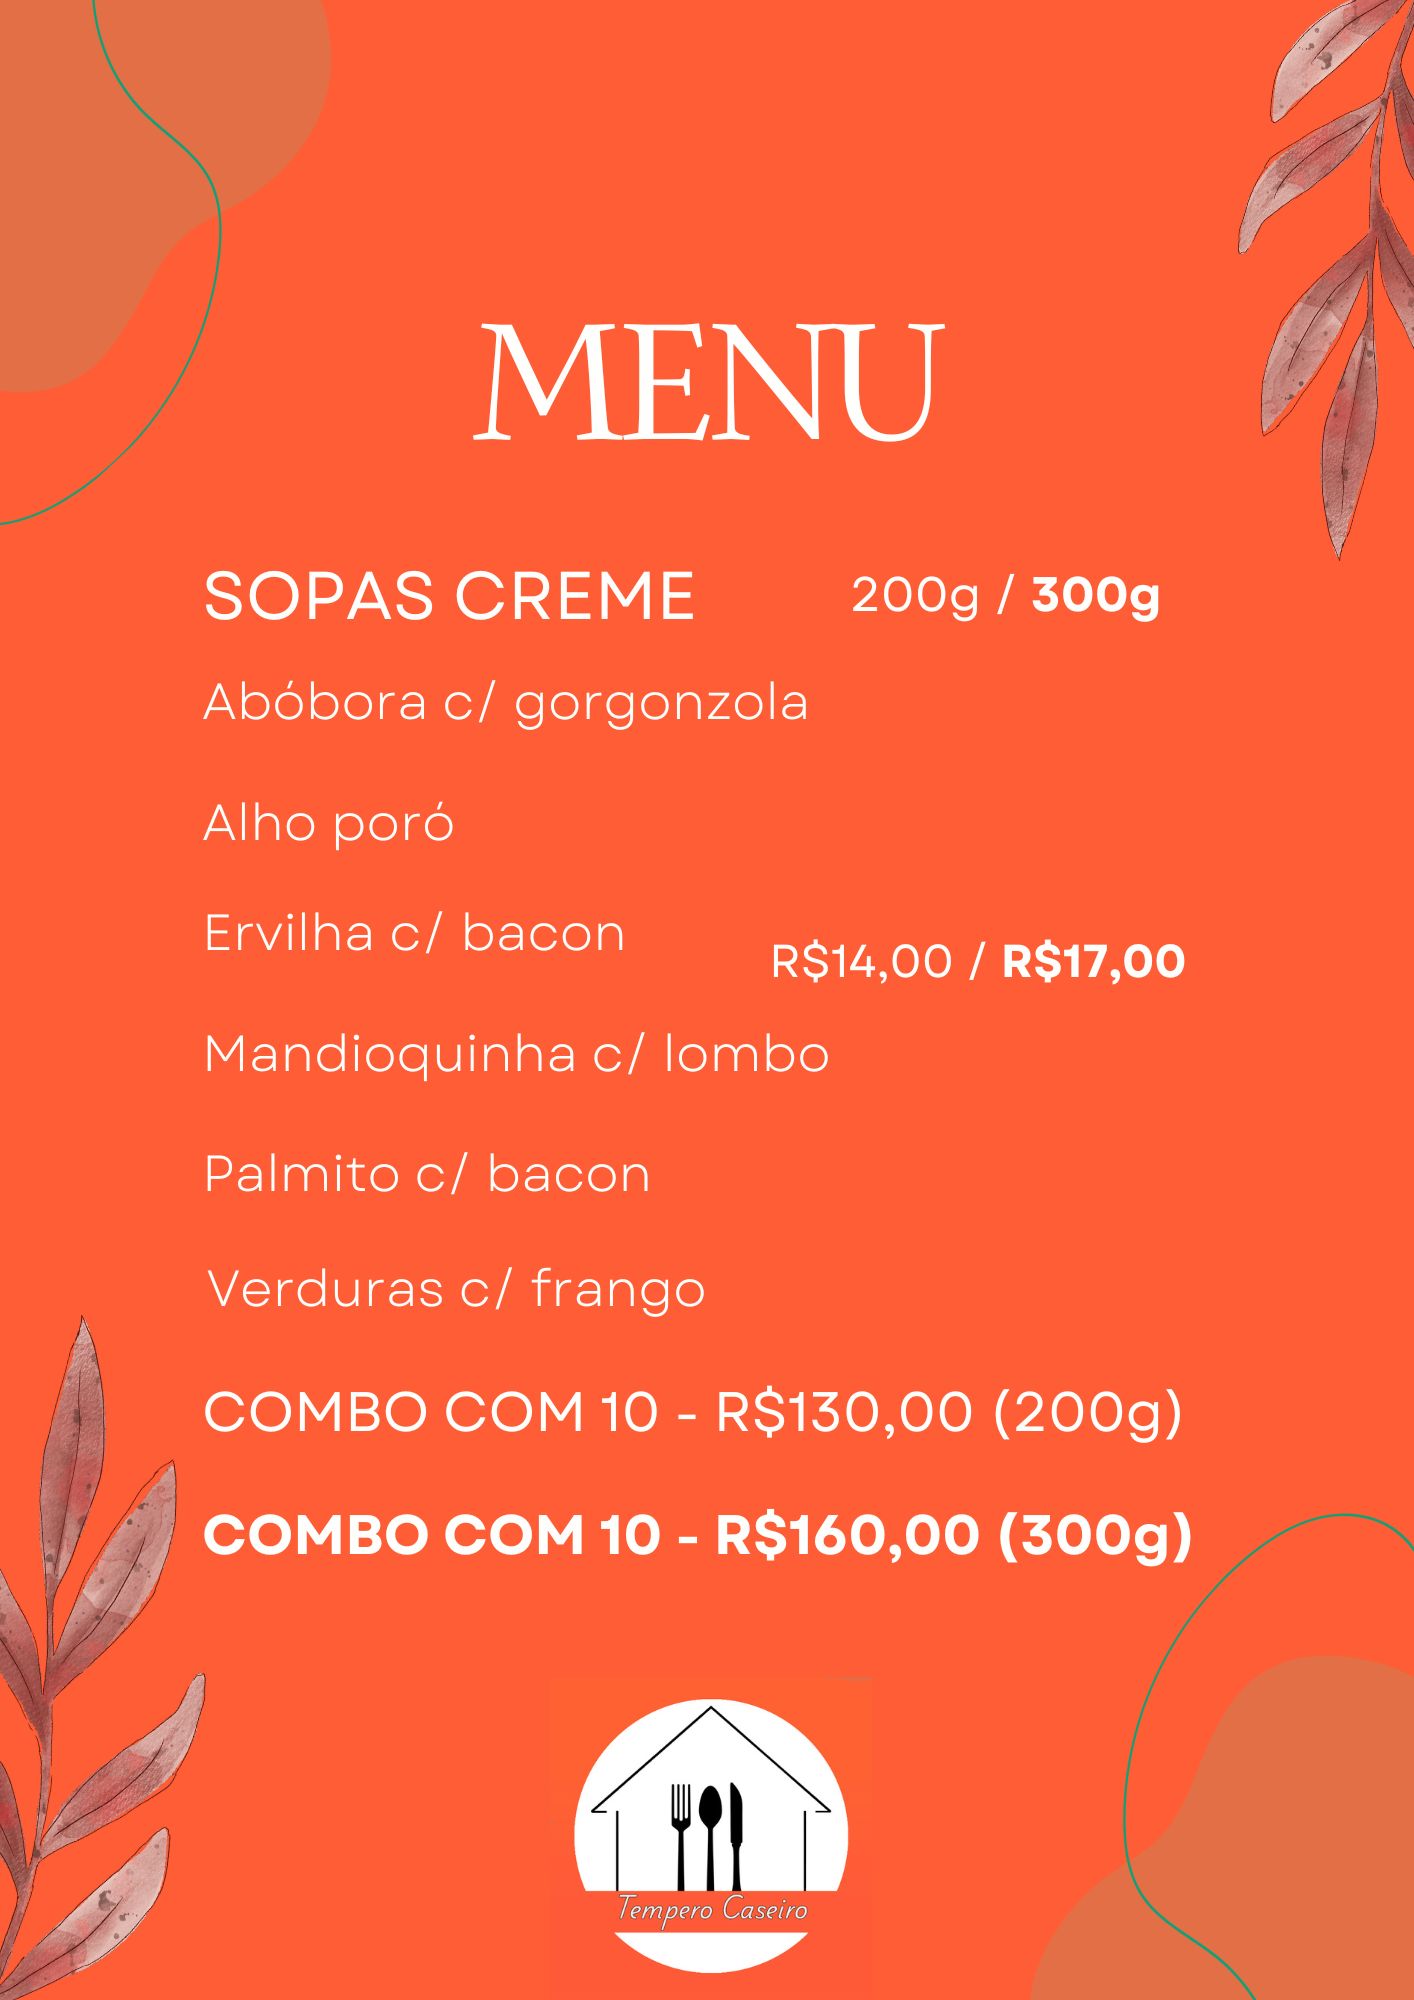 MENU
SOPAS CREME 200g / 300g
Abóbora c/ gorgonzola
Alho poró
Ervilha c/ bacon
R$14,00 / R$17,00
Mandioquinha c/ lombo
Palmito c/ bacon
Verduras c/ frango
COMBO COM 10 - R$130,00 (200g)
COMBO COM 10 - R$160,00 (300g)
Tempero Caseiro